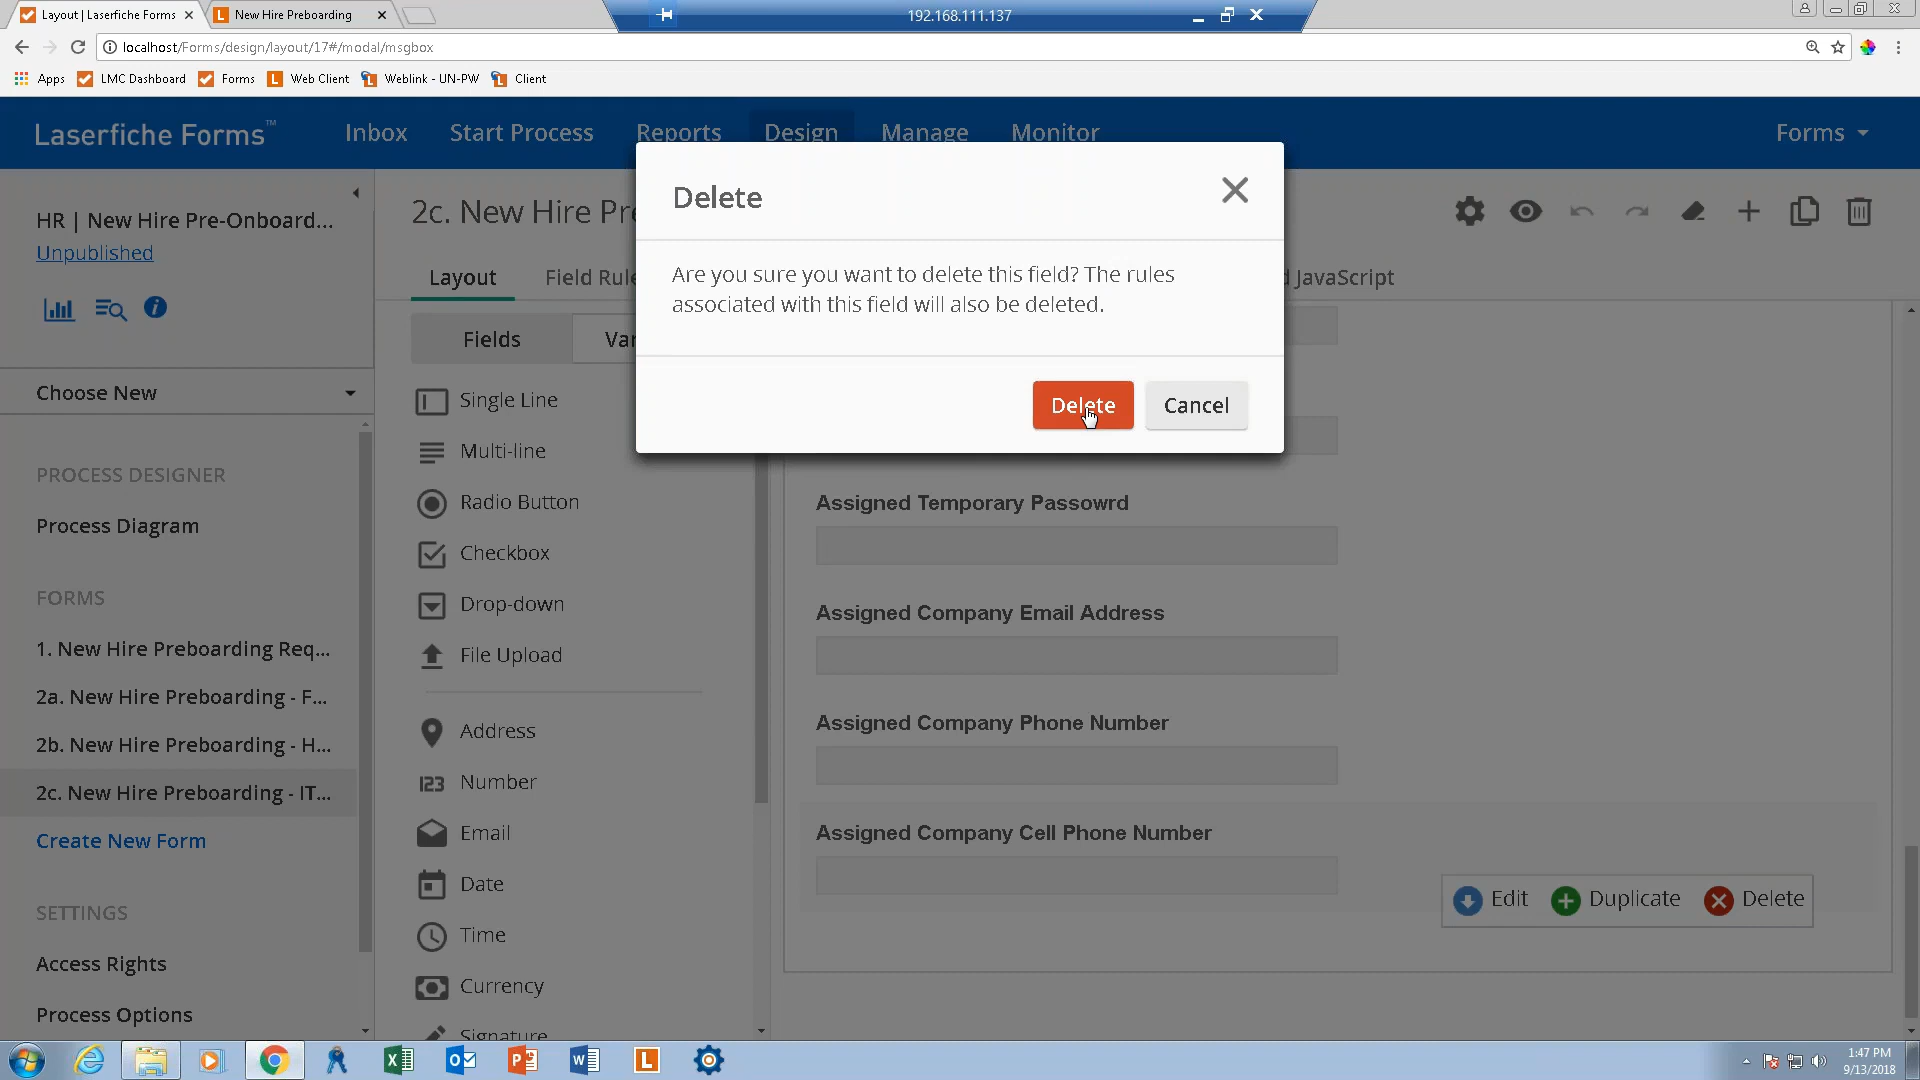 Layout | Laserfiche Forms
New Hire Preboarding
192.168.111.137
localhost/Forms/design/layout/17#/modal/msgbox
Apps
LMC Dashboard
Forms
Web Client
Weblink - UN-PW
Client
Laserfiche Forms™
Inbox
Start Process
Reports
Design
Manage
Monitor
Forms
HR | New Hire Pre-Onboard...
Unpublished
Choose New
PROCESS DESIGNER
Process Diagram
FORMS
1. New Hire Preboarding Req...
2a. New Hire Preboarding - F...
2b. New Hire Preboarding - H...
2c. New Hire Preboarding - IT...
Create New Form
SETTINGS
Access Rights
Process Options
2c. New Hire Pre
Layout
Field Rule
d JavaScript
Fields
Var
Single Line
Multi-line
Radio Button
Checkbox
Drop-down
File Upload
Address
123 Number
Email
Date
Time
Currency
Signature
Delete
Are you sure you want to delete this field? The rules
associated with this field will also be deleted.
Delete
Cancel
Assigned Temporary Passowrd
Assigned Company Email Address
Assigned Company Phone Number
Assigned Company Cell Phone Number
Edit
Duplicate
Delete
1:47 PM
9/13/2018